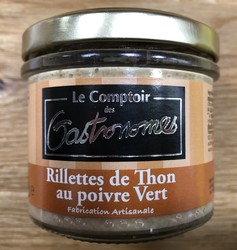 Le Comptoir
des
Gastronomes
Rillettes de Thon
au poivre Vert
Fabrication Artisanale